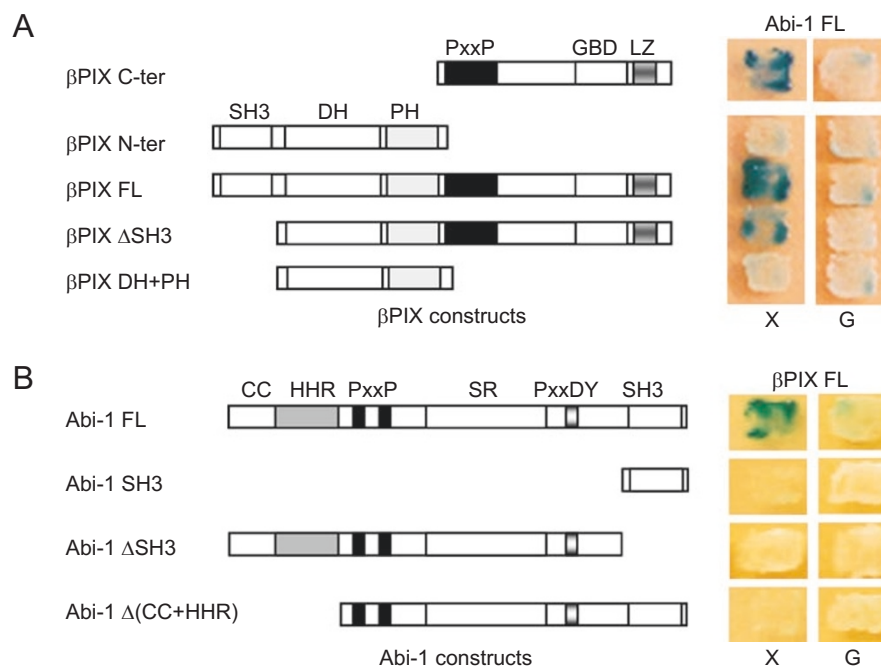 A
Abi-1 FL
PxxP GBD LZ
βPIX C-ter
SH3 DH PH
βPIX N-ter
βPIX FL
βPIX ΔSH3
βPIX DH+PH
βPIX constructs
X G
B
βPIX FL
CC HHR PxxP SR PxxDY SH3
Abi-1 FL
Abi-1 SH3
Abi-1 ΔSH3
Abi-1 Δ(CC+HHR)
Abi-1 constructs
X G